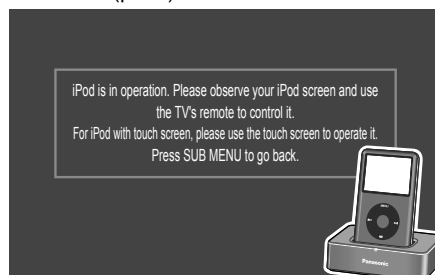 iPod is in operation. Please observe your iPod screen and use
the TV's remote to control it.
For iPod with touch screen, please use the touch screen to operate it.
Press SUB MENU to go back.
MENU
Panasonic